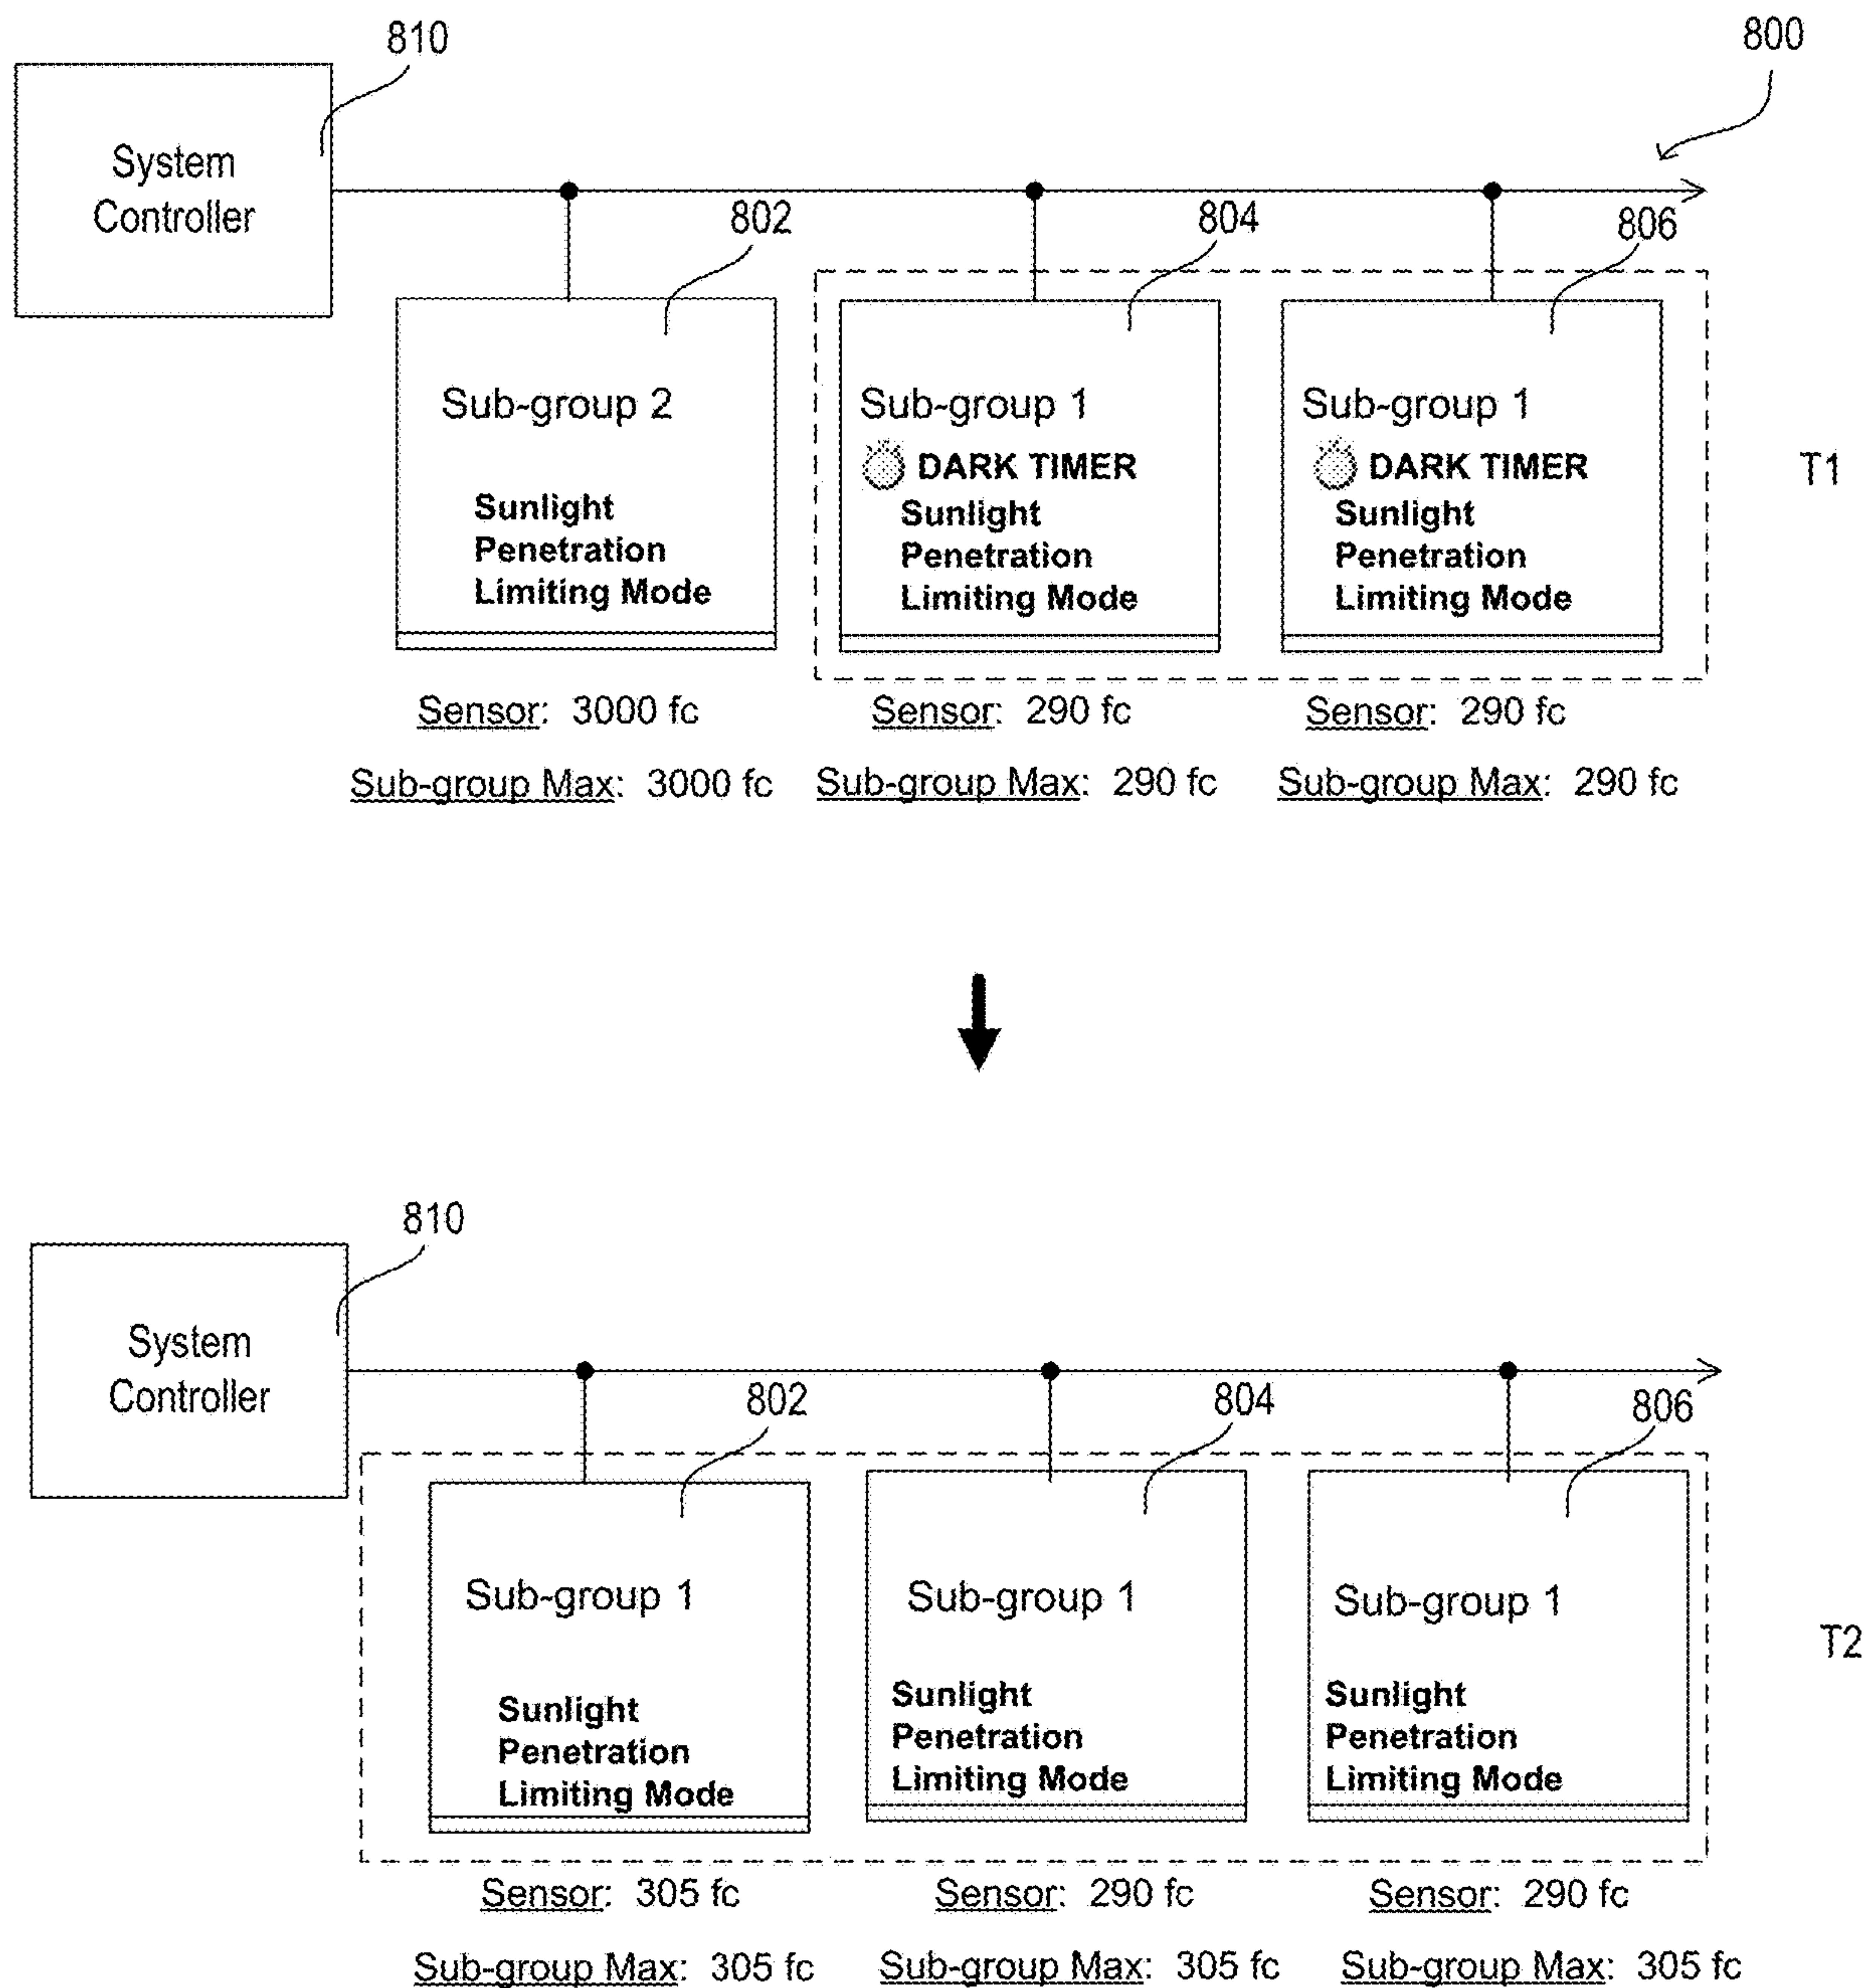 810
800
System
Controller
802
804
806
Sub-group 2
Sunlight
Penetration
Limiting Mode
Sub-group 1
DARK TIMER
Sunlight
Penetration
Limiting Mode
Sub-group 1
DARK TIMER
Sunlight
Penetration
Limiting Mode
T1
Sensor: 3000 fc
Sensor: 290 fc
Sensor: 290 fc
Sub-group Max: 3000 fc
Sub-group Max: 290 fc
Sub-group Max: 290 fc
810
System
Controller
802
804
806
Sub-group 1
Sunlight
Penetration
Limiting Mode
Sub-group 1
Sunlight
Penetration
Limiting Mode
Sub-group 1
Sunlight
Penetration
Limiting Mode
T2
Sensor: 305 fc
Sensor: 290 fc
Sensor: 290 fc
Sub-group Max: 305 fc
Sub-group Max: 305 fc
Sub-group Max: 305 fc